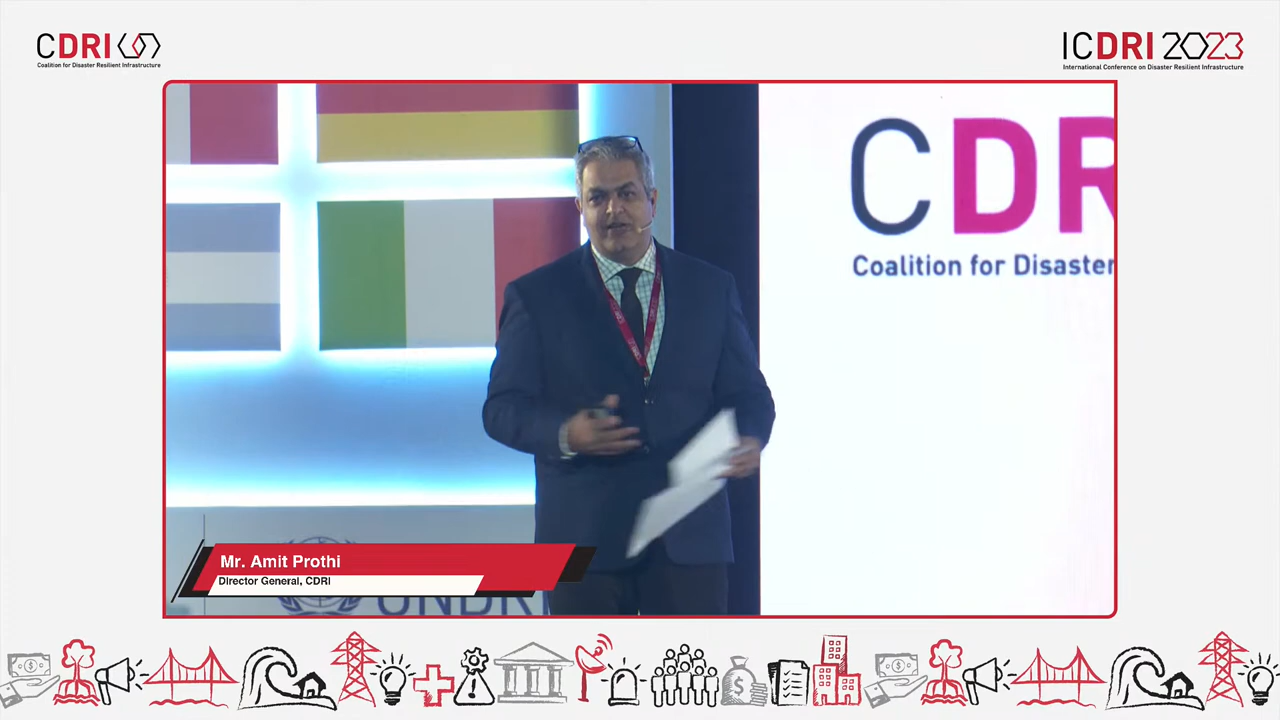 CDRI
Coalition for Disaster Resilient Infrastructure
ICDRI 2023
International Conference on Disaster Resilient Infrastructure
CDR
Coalition for Disaster
Mr. Amit Prothi
Director General, CDRI